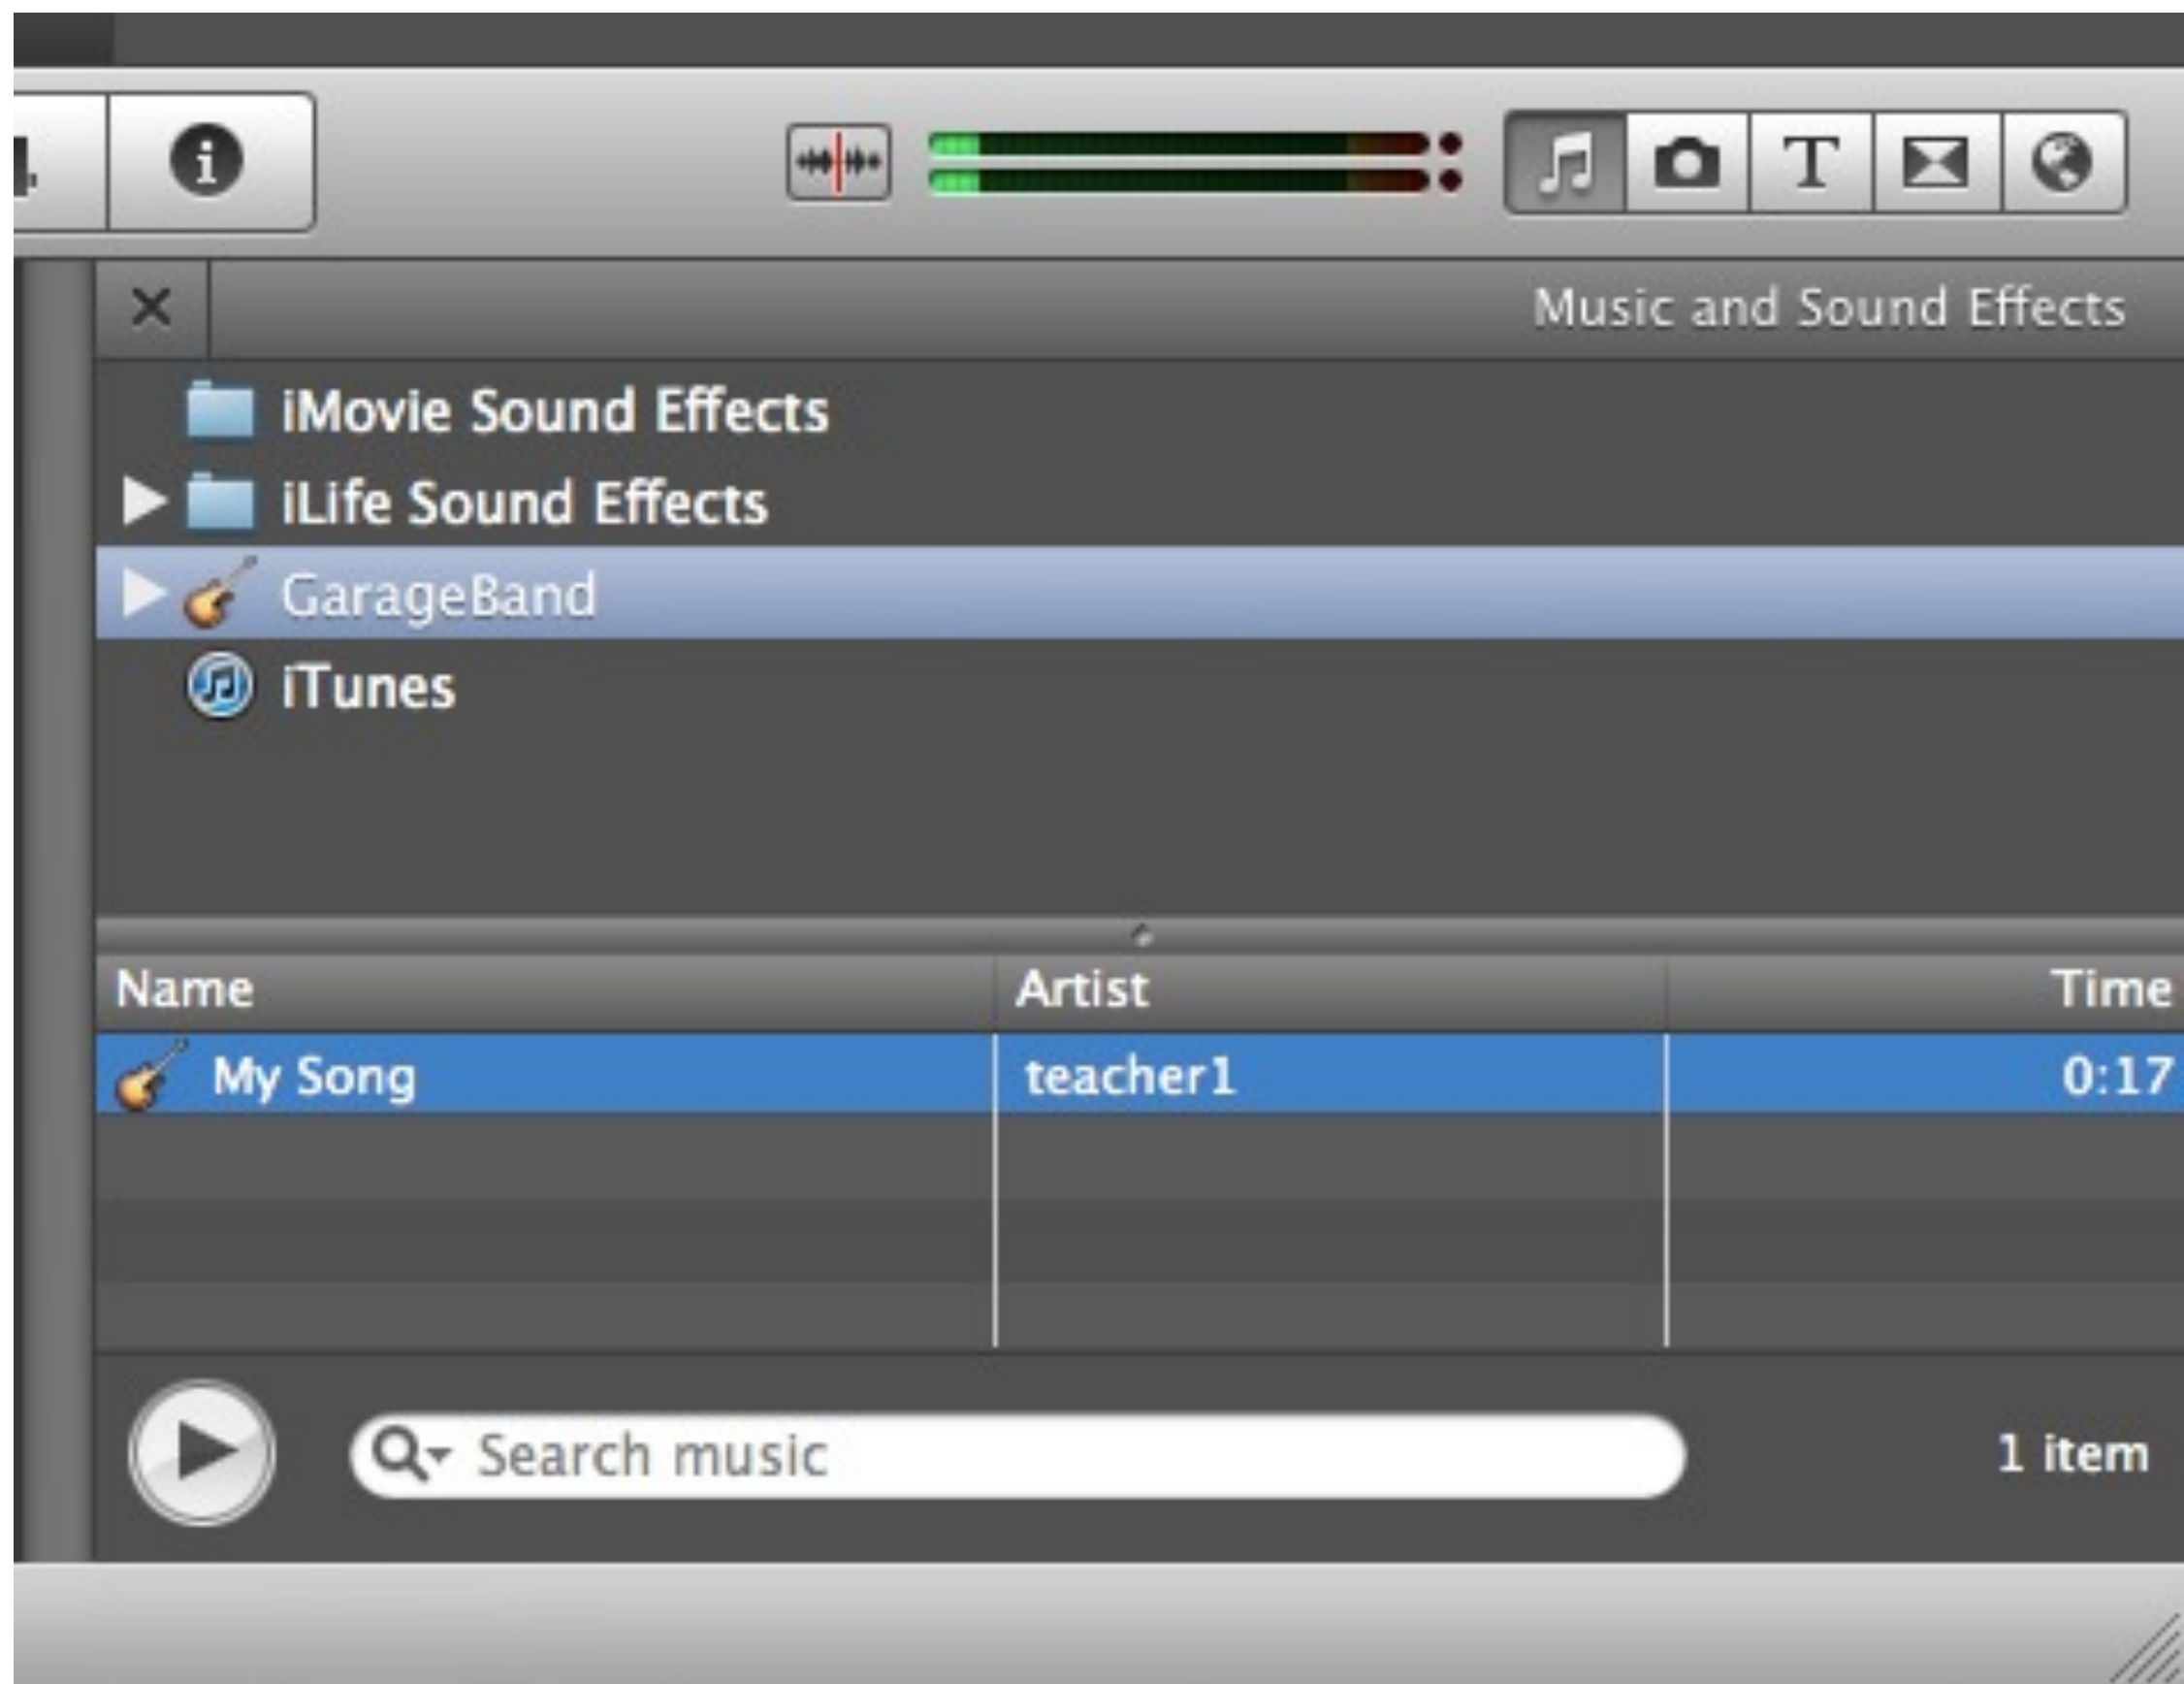 T
Music and Sound Effects
iMovie Sound Effects
iLife Sound Effects
GarageBand
iTunes
Name Artist Time
My Song teacher1 0:17
Search music 1 item